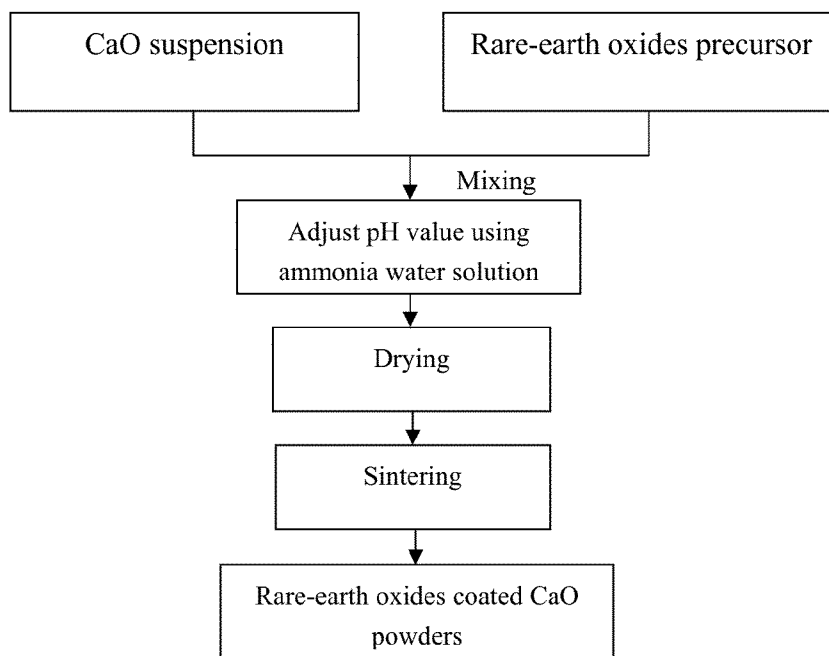 CaO suspension
Rare-earth oxides precursor
Mixing
Adjust pH value using
ammonia water solution
Drying
Sintering
Rare-earth oxides coated CaO
powders